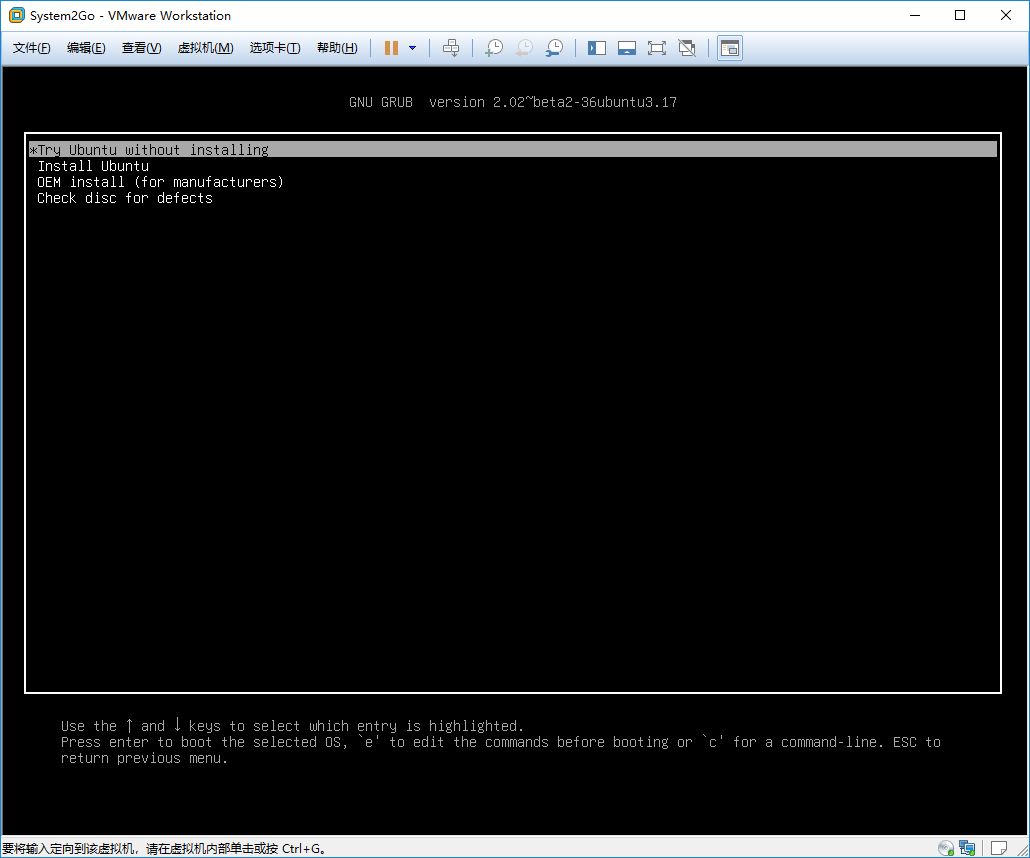 System2Go - VMware Workstation
文件(F) 编辑(E) 查看(V) 虚拟机(M) 选项卡(T) 帮助(H)
GNU GRUB version 2.02~beta2-36ubuntu3.17
*Try Ubuntu without installing
Install Ubuntu
OEM install (for manufacturers)
Check disc for defects
Use the ↑ and ↓ keys to select which entry is highlighted.
Press enter to boot the selected OS, `e' to edit the commands before booting or `c' for a command-line. ESC to
return previous menu.
要将输入定向到该虚拟机，请在虚拟机内部单击或按 Ctrl+G。